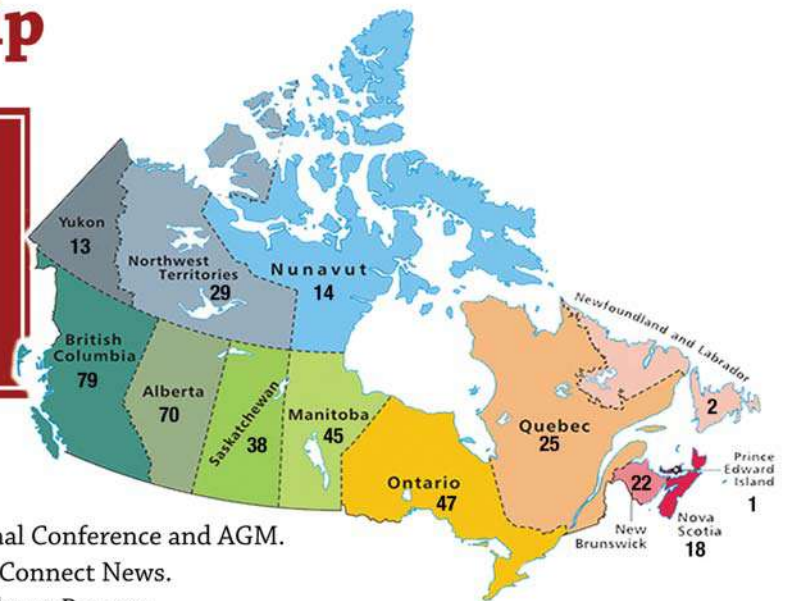 p
Yukon
13
Northwest
Territories
29
Nunavut
14
British
Columbia
79
Alberta
70
Saskatchewan
38
Manitoba
45
Ontario
47
Quebec
25
Newfoundland and Labrador
2
22
New
Brunswick
Prince
Edward
Island
1
Nova
Scotia
18
al Conference and AGM.
Connect News.